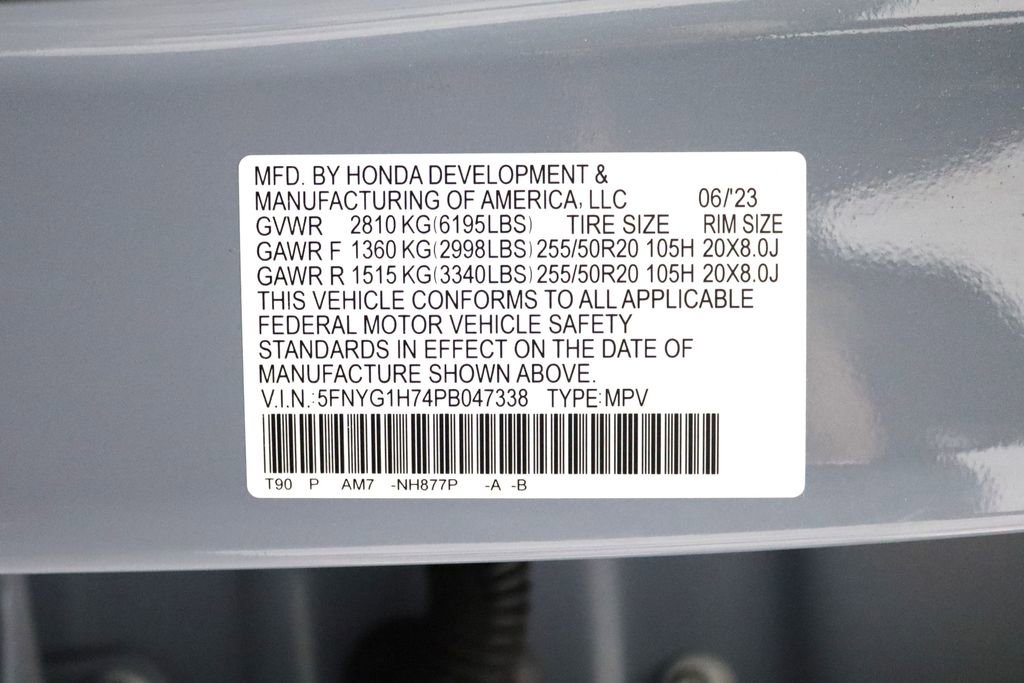 MFD. BY HONDA DEVELOPMENT &
MANUFACTURING OF AMERICA, LLC 06/'23
GVWR 2810 KG(6195LBS) TIRE SIZE RIM SIZE
GAWR F 1360 KG(2998LBS) 255/50R20 105H 20X8.0J
GAWR R 1515 KG(3340LBS) 255/50R20 105H 20X8.0J
THIS VEHICLE CONFORMS TO ALL APPLICABLE
FEDERAL MOTOR VEHICLE SAFETY
STANDARDS IN EFFECT ON THE DATE OF
MANUFACTURE SHOWN ABOVE.
V.I.N.:5FNYG1H74PB047338 TYPE:MPV
T90 P AM7 -NH877P -A -B